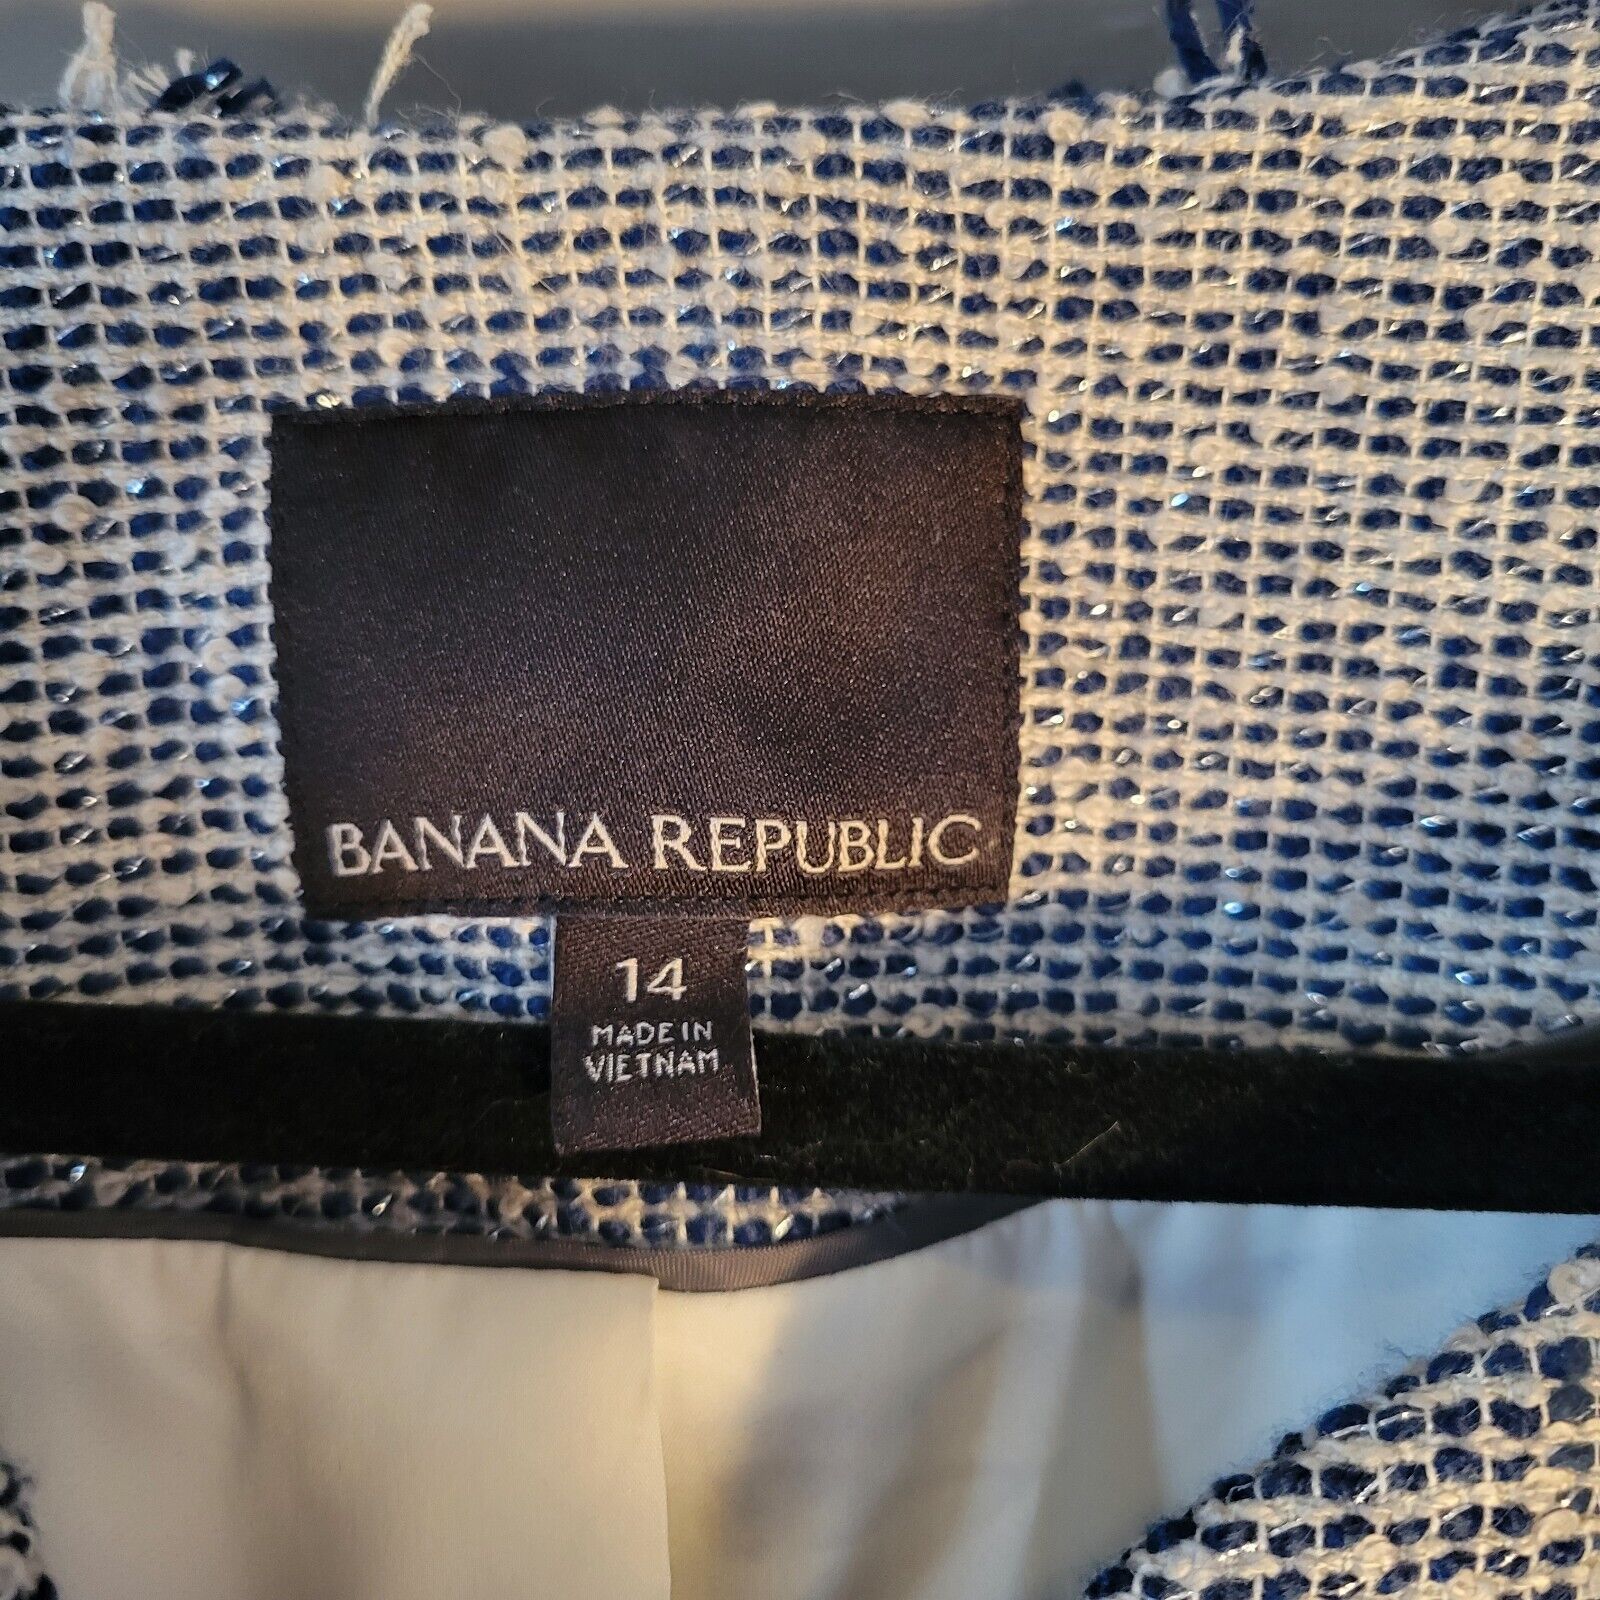 BANANA REPUBLIC
14
MADE IN
VIETNAM